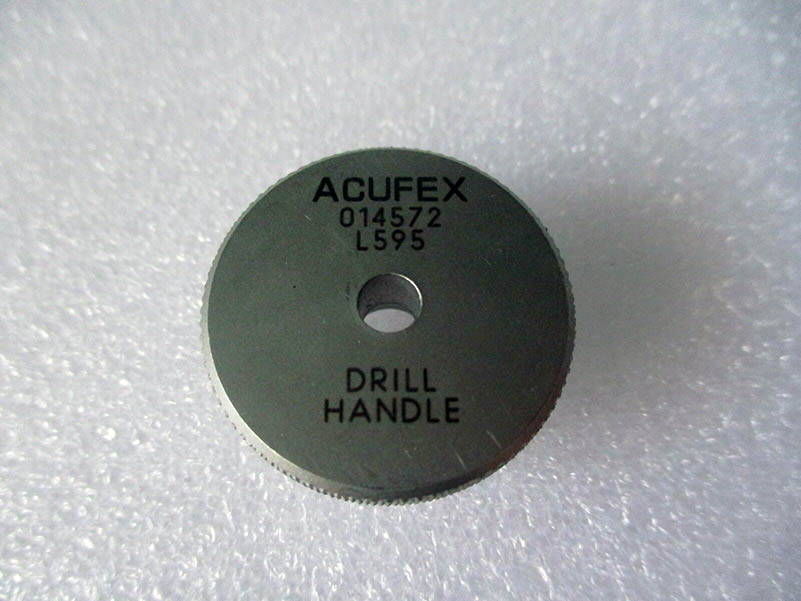 ACUFEX
014572
L595
DRILL
HANDLE